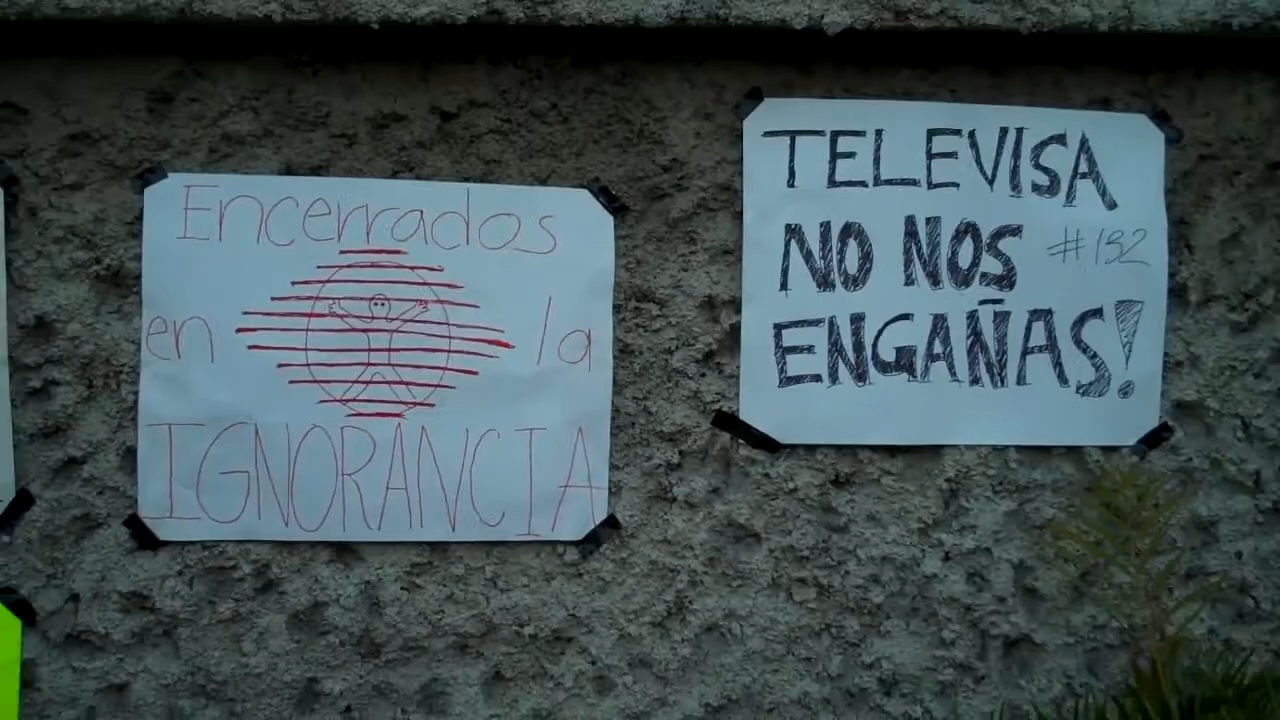 Encerrados
en la
IGNORANCIA
TELEVISA
NO NOS #132
ENGAÑAS!